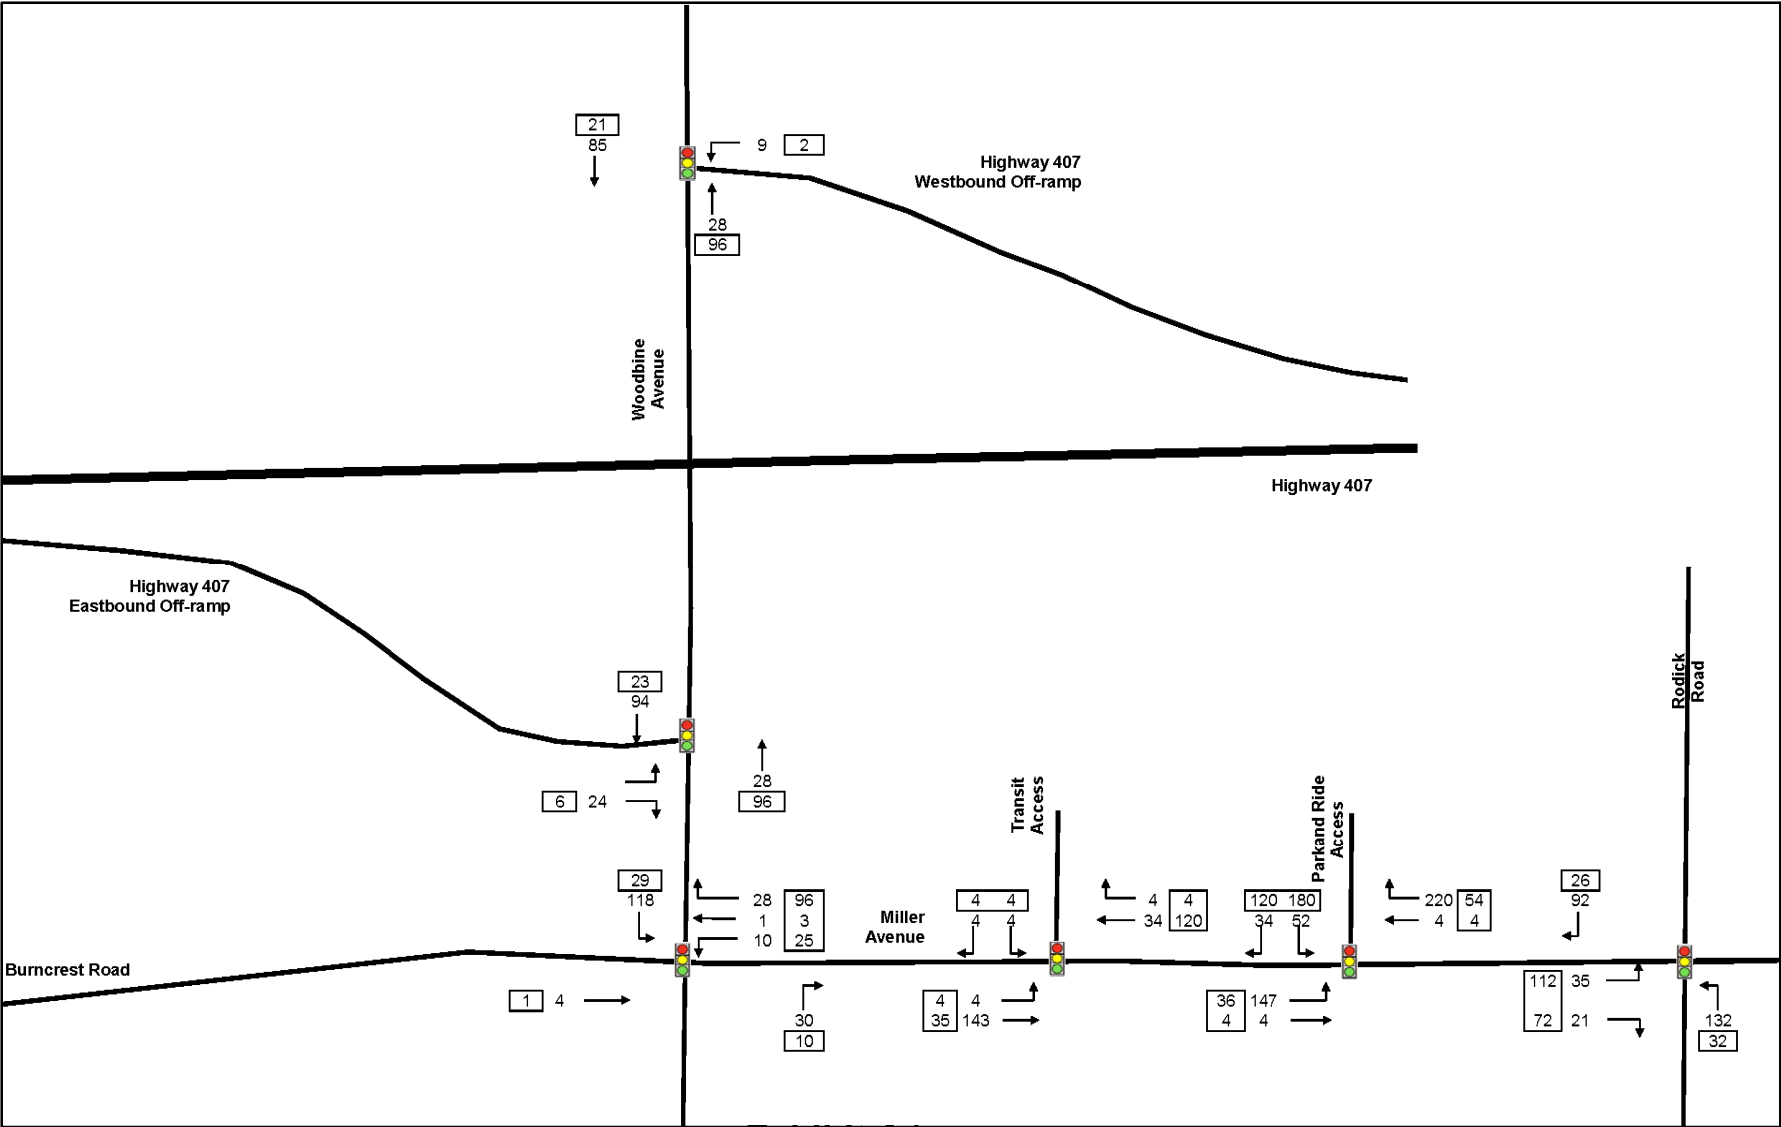 21
85
9 2
28
96
Highway 407
Westbound Off-ramp
Woodbine
Avenue
Highway 407
Highway 407
Eastbound Off-ramp
23
94
6 24
28
96
Rodick
Road
Transit
Access
Parkand Ride
Access
29
118
28 96
1 3
10 25
Miller
Avenue
4 4
4 4
4 4
34 120
120 180
34 52
220 54
4 4
26
92
Burncrest Road
1 4
30
10
4 4
35 143
36 147
4 4
112 35
72 21
132
32